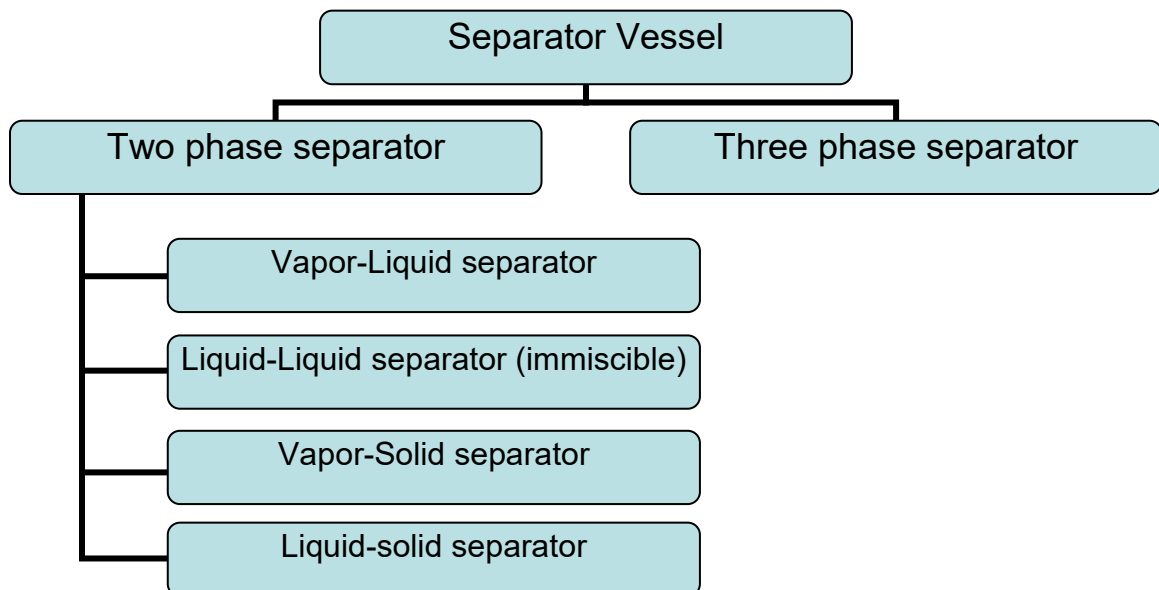 Separator Vessel
Two phase separator
Three phase separator
Vapor-Liquid separator
Liquid-Liquid separator (immiscible)
Vapor-Solid separator
Liquid-solid separator